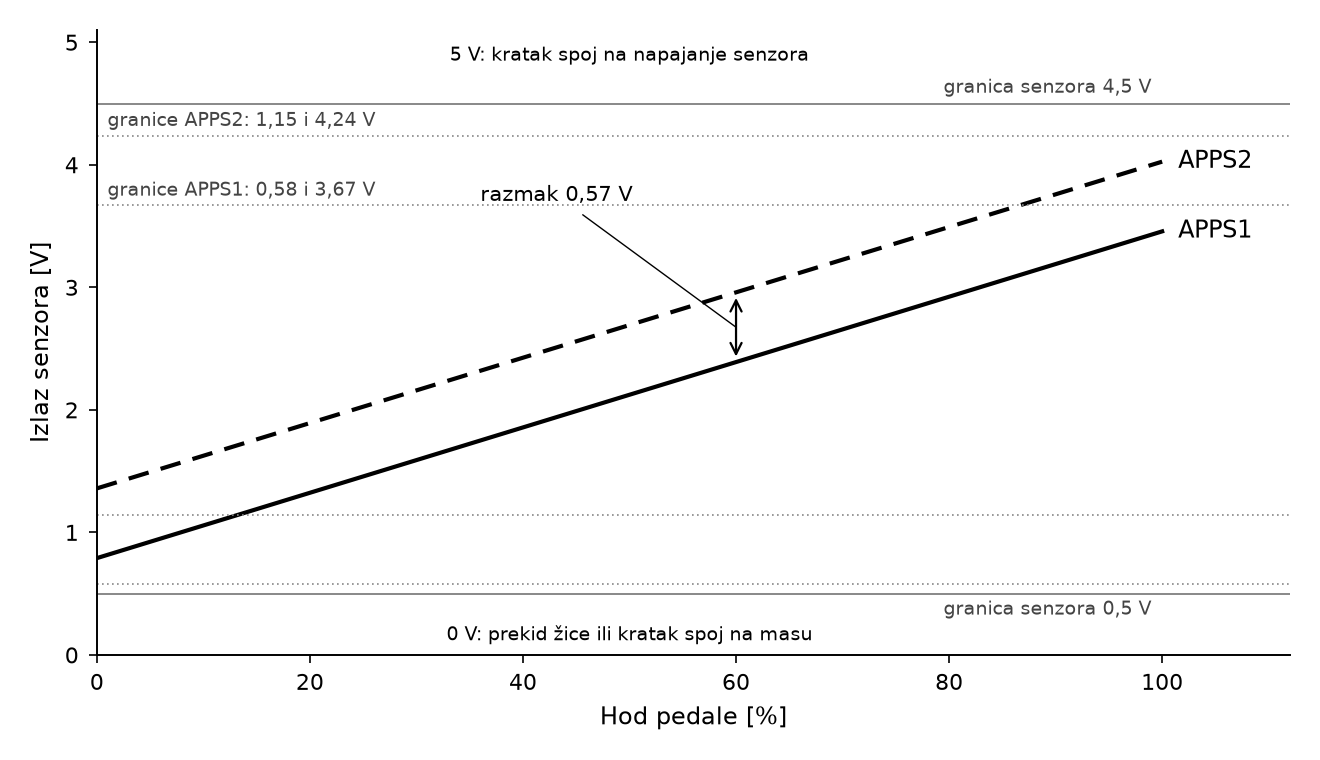 5 V: kratak spoj na napajanje senzora
granica senzora 4,5 V
granice APPS2: 1,15 i 4,24 V
granice APPS1: 0,58 i 3,67 V
razmak 0,57 V
APPS2
APPS1
granica senzora 0,5 V
0 V: prekid žice ili kratak spoj na masu
Izlaz senzora [V]
5
4
3
2
1
0
0 20 40 60 80 100
Hod pedale [%]